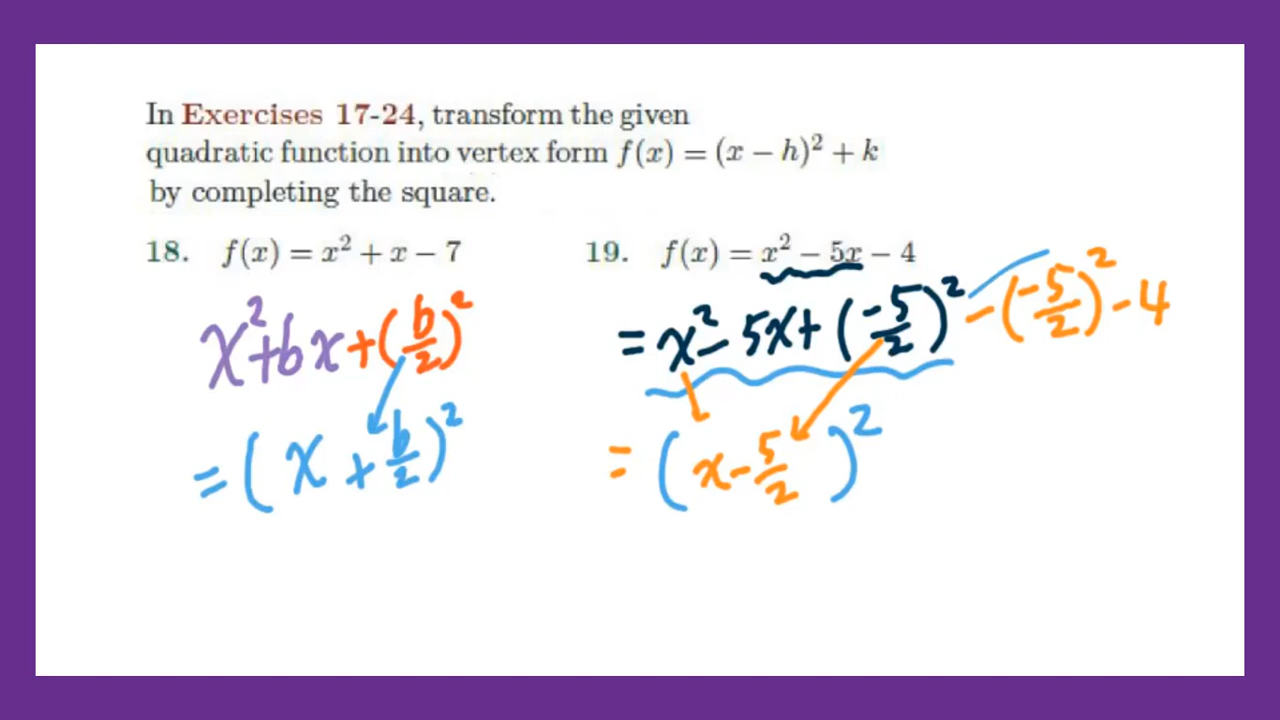 In Exercises 17-24, transform the given
quadratic function into vertex form f(x) = (x − h)² + k
by completing the square.
18. f(x) = x² + x − 7
19. f(x) = x² − 5x − 4
x² + bx + (b/2)²
= (x + b/2)²
= x² − 5x + (−5/2)² − (−5/2)² − 4
= (x − 5/2)²